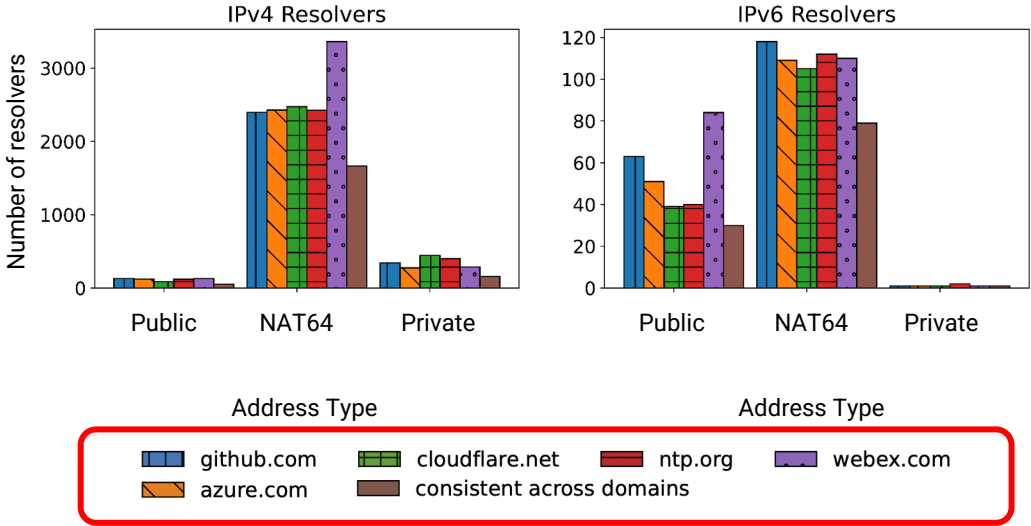 IPv4 Resolvers
Number of resolvers
3000
2000
1000
0
Public NAT64 Private
Address Type
IPv6 Resolvers
120
100
80
60
40
20
0
Public NAT64 Private
Address Type
github.com cloudflare.net ntp.org webex.com
azure.com consistent across domains